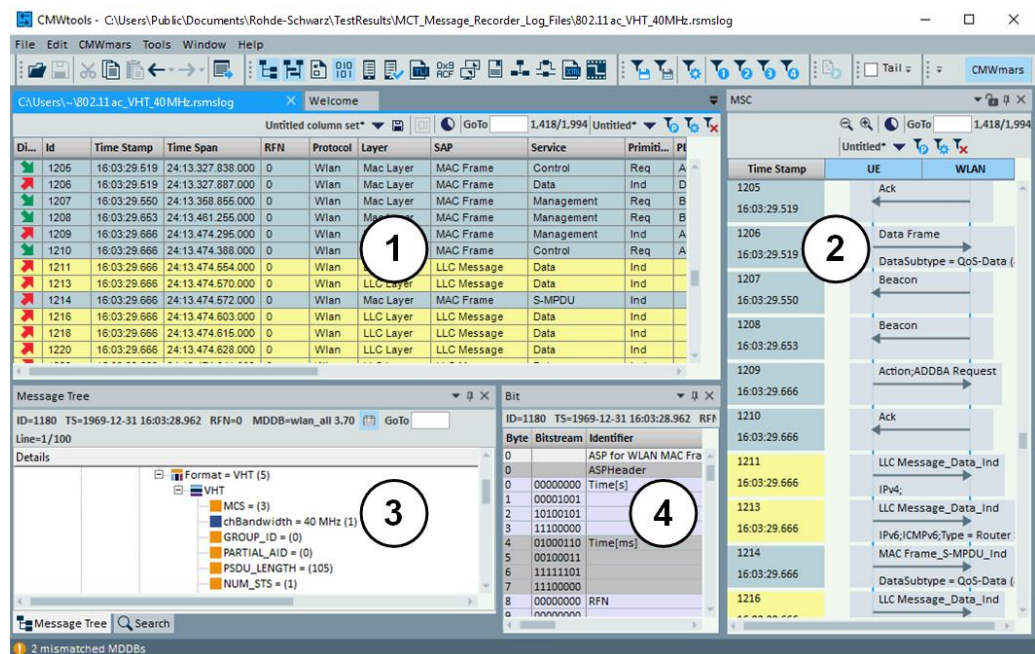 CMWtools - C:\Users\Public\Documents\Rohde-Schwarz\TestResults\MCT_Message_Recorder_Log_Files\802.11ac_VHT_40MHz.rsmslog
File Edit CMWmars Tools Window Help
Tail CMWmars
C:\Users\~\802.11ac_VHT_40MHz.rsmslog Welcome
Untitled column set* GoTo 1,418/1,994 Untitled*
Di... Id Time Stamp Time Span RFN Protocol Layer SAP Service Primiti...
1205 16:03:29.519 24:13.327.838.000 0 Wlan Mac Layer MAC Frame Control Req A
1206 16:03:29.519 24:13.327.887.000 0 Wlan Mac Layer MAC Frame Data Ind D
1207 16:03:29.550 24:13.358.855.000 0 Wlan Mac Layer MAC Frame Management Req B
1208 16:03:29.653 24:13.461.255.000 0 Wlan MAC Frame Management Req B
1209 16:03:29.666 24:13.474.295.000 0 Wlan MAC Frame Management Ind A
1210 16:03:29.666 24:13.474.388.000 0 Wlan MAC Frame Control Req A
1211 16:03:29.666 24:13.474.554.000 0 Wlan LLC Message Data Ind
1213 16:03:29.666 24:13.474.570.000 0 Wlan LLC Layer LLC Message Data Ind
1214 16:03:29.666 24:13.474.572.000 0 Wlan Mac Layer MAC Frame S-MPDU Ind
1216 16:03:29.666 24:13.474.603.000 0 Wlan LLC Layer LLC Message Data Ind
1218 16:03:29.666 24:13.474.615.000 0 Wlan LLC Layer LLC Message Data Ind
1220 16:03:29.666 24:13.474.628.000 0 Wlan LLC Layer LLC Message Data Ind
1
MSC
GoTo 1,418/1,994
Untitled*
Time Stamp UE WLAN
1205 Ack
16:03:29.519
1206 Data Frame
16:03:29.519 DataSubtype = QoS-Data (
1207 Beacon
16:03:29.550
1208 Beacon
16:03:29.653
1209 Action;ADDBA Request
16:03:29.666
1210 Ack
16:03:29.666
1211 LLC Message_Data_Ind
16:03:29.666 IPv4;
1213 LLC Message_Data_Ind
16:03:29.666 IPv6;ICMPv6;Type = Router
1214 MAC Frame_S-MPDU_Ind
16:03:29.666 DataSubtype = QoS-Data (
1216 LLC Message_Data_Ind
2
Message Tree
ID=1180 TS=1969-12-31 16:03:28.962 RFN=0 MDDB=wlan_all 3.70 GoTo
Line=1/100
Details
Format = VHT (5)
VHT
MCS = (3)
chBandwidth = 40 MHz (1)
GROUP_ID = (0)
PARTIAL_AID = (0)
PSDU_LENGTH = (105)
NUM_STS = (1)
3
Message Tree Search
Bit
ID=1180 TS=1969-12-31 16:03:28.962 RFN
Byte Bitstream Identifier
0 ASP for WLAN MAC Fra
0 ASPHeader
0 00000000 Time[s]
1 00001001
2 10100101
3 11100000
4 01000110 Time[ms]
5 00100011
6 11111101
7 11100000
8 00000000 RFN
9 00000000
4
2 mismatched MDDBs